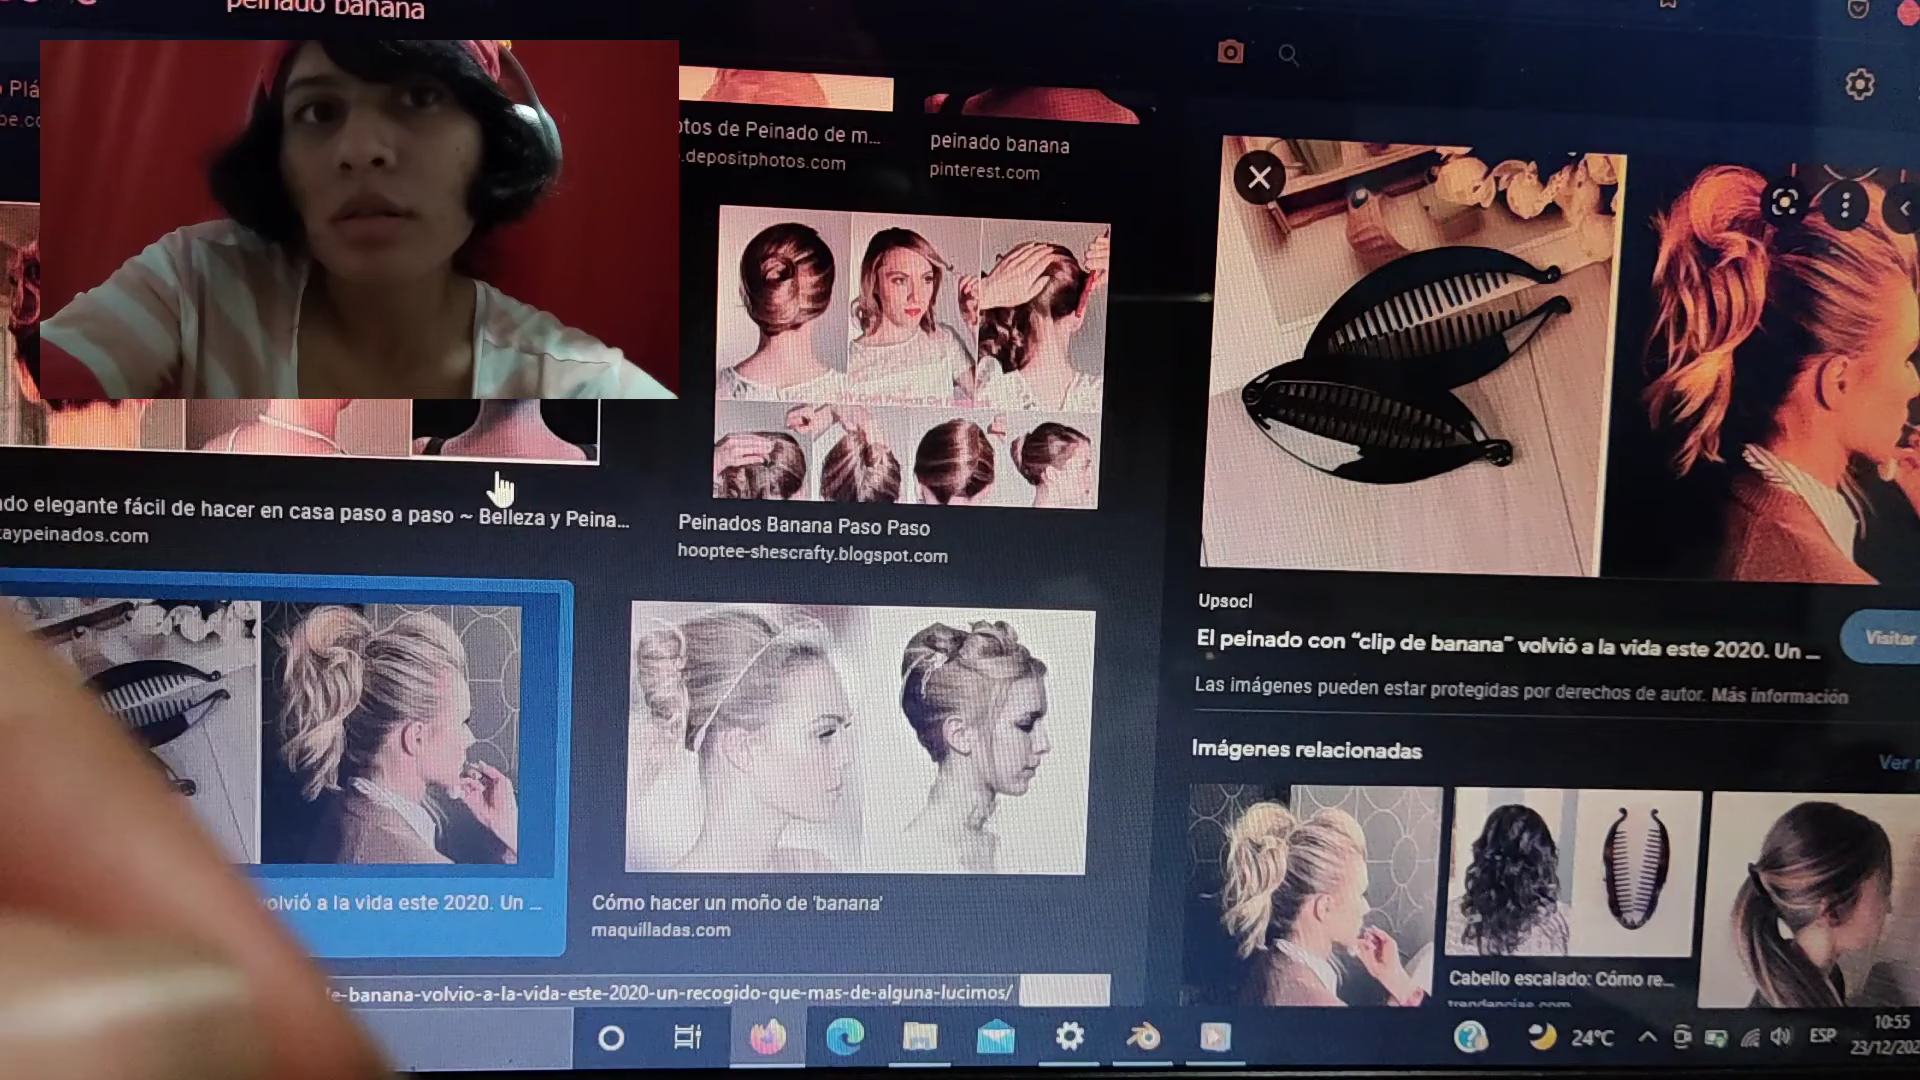 peinado banana
Plá
otos de Peinado de m...
.depositphotos.com
peinado banana
pinterest.com
do elegante fácil de hacer en casa paso a paso ~ Belleza y Peina...
aypeinados.com
Peinados Banana Paso Paso
hooptee-shescrafty.blogspot.com
Upsocl
El peinado con “clip de banana” volvió a la vida este 2020. Un ...
Visitar
Las imágenes pueden estar protegidas por derechos de autor. Más información
Imágenes relacionadas
Ver
volvió a la vida este 2020. Un ...
Cómo hacer un moño de 'banana'
maquilladas.com
Cabello escalado: Cómo re...
trendencias.com
e-banana-volvio-a-la-vida-este-2020-un-recogido-que-mas-de-alguna-lucimos/
24°C
ESP
10:55
23/12/202